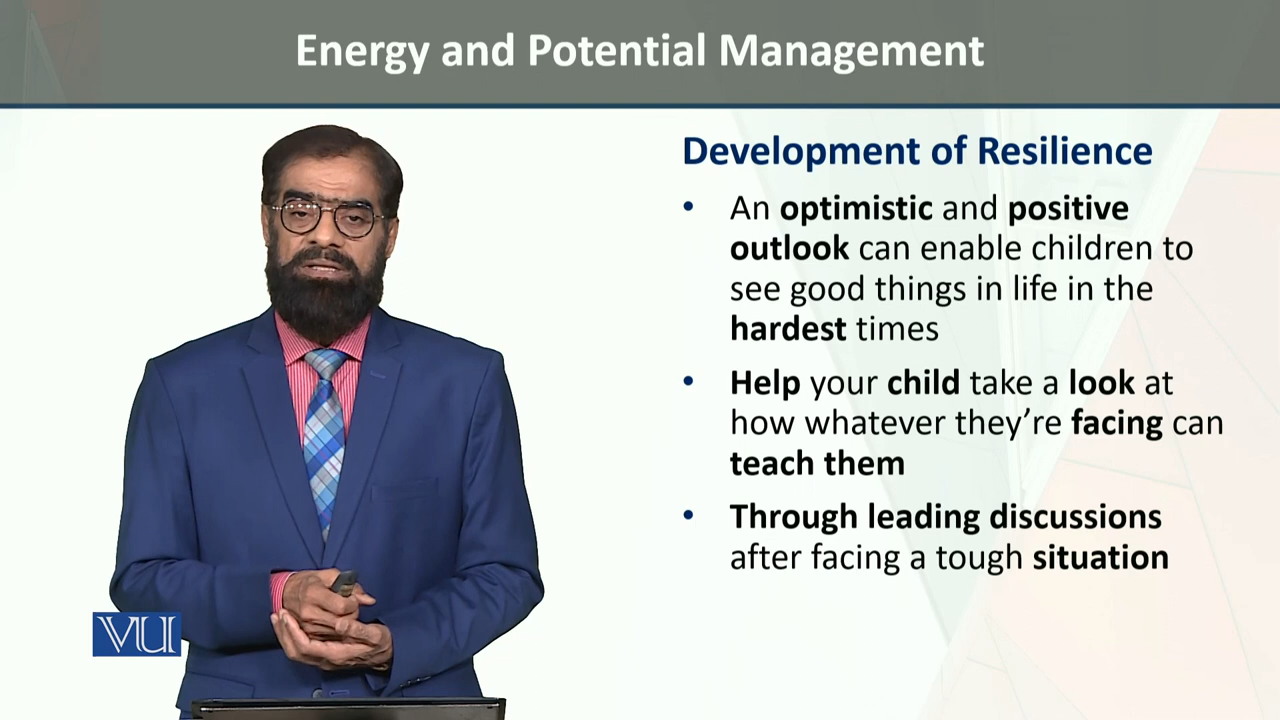 Energy and Potential Management
Development of Resilience
• An optimistic and positive
outlook can enable children to
see good things in life in the
hardest times
• Help your child take a look at
how whatever they’re facing can
teach them
• Through leading discussions
after facing a tough situation
VU